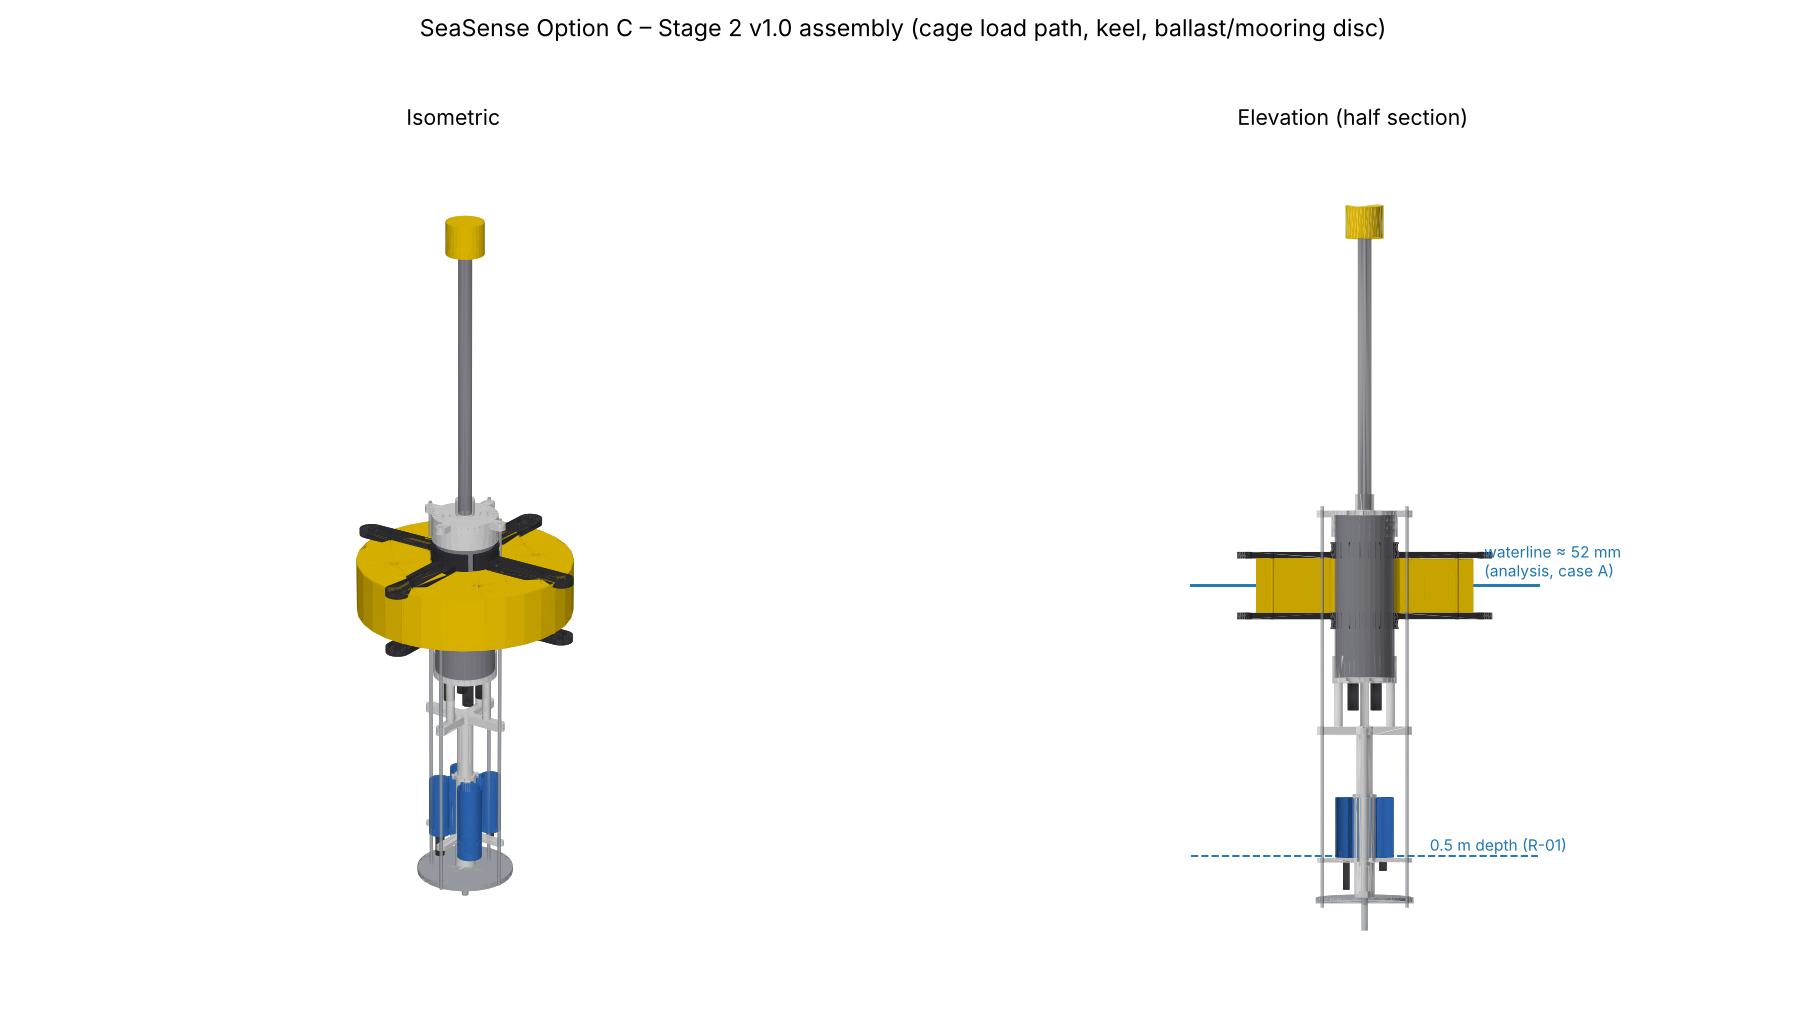 SeaSense Option C – Stage 2 v1.0 assembly (cage load path, keel, ballast/mooring disc)
Isometric
Elevation (half section)
waterline ≈ 52 mm
(analysis, case A)
0.5 m depth (R-01)